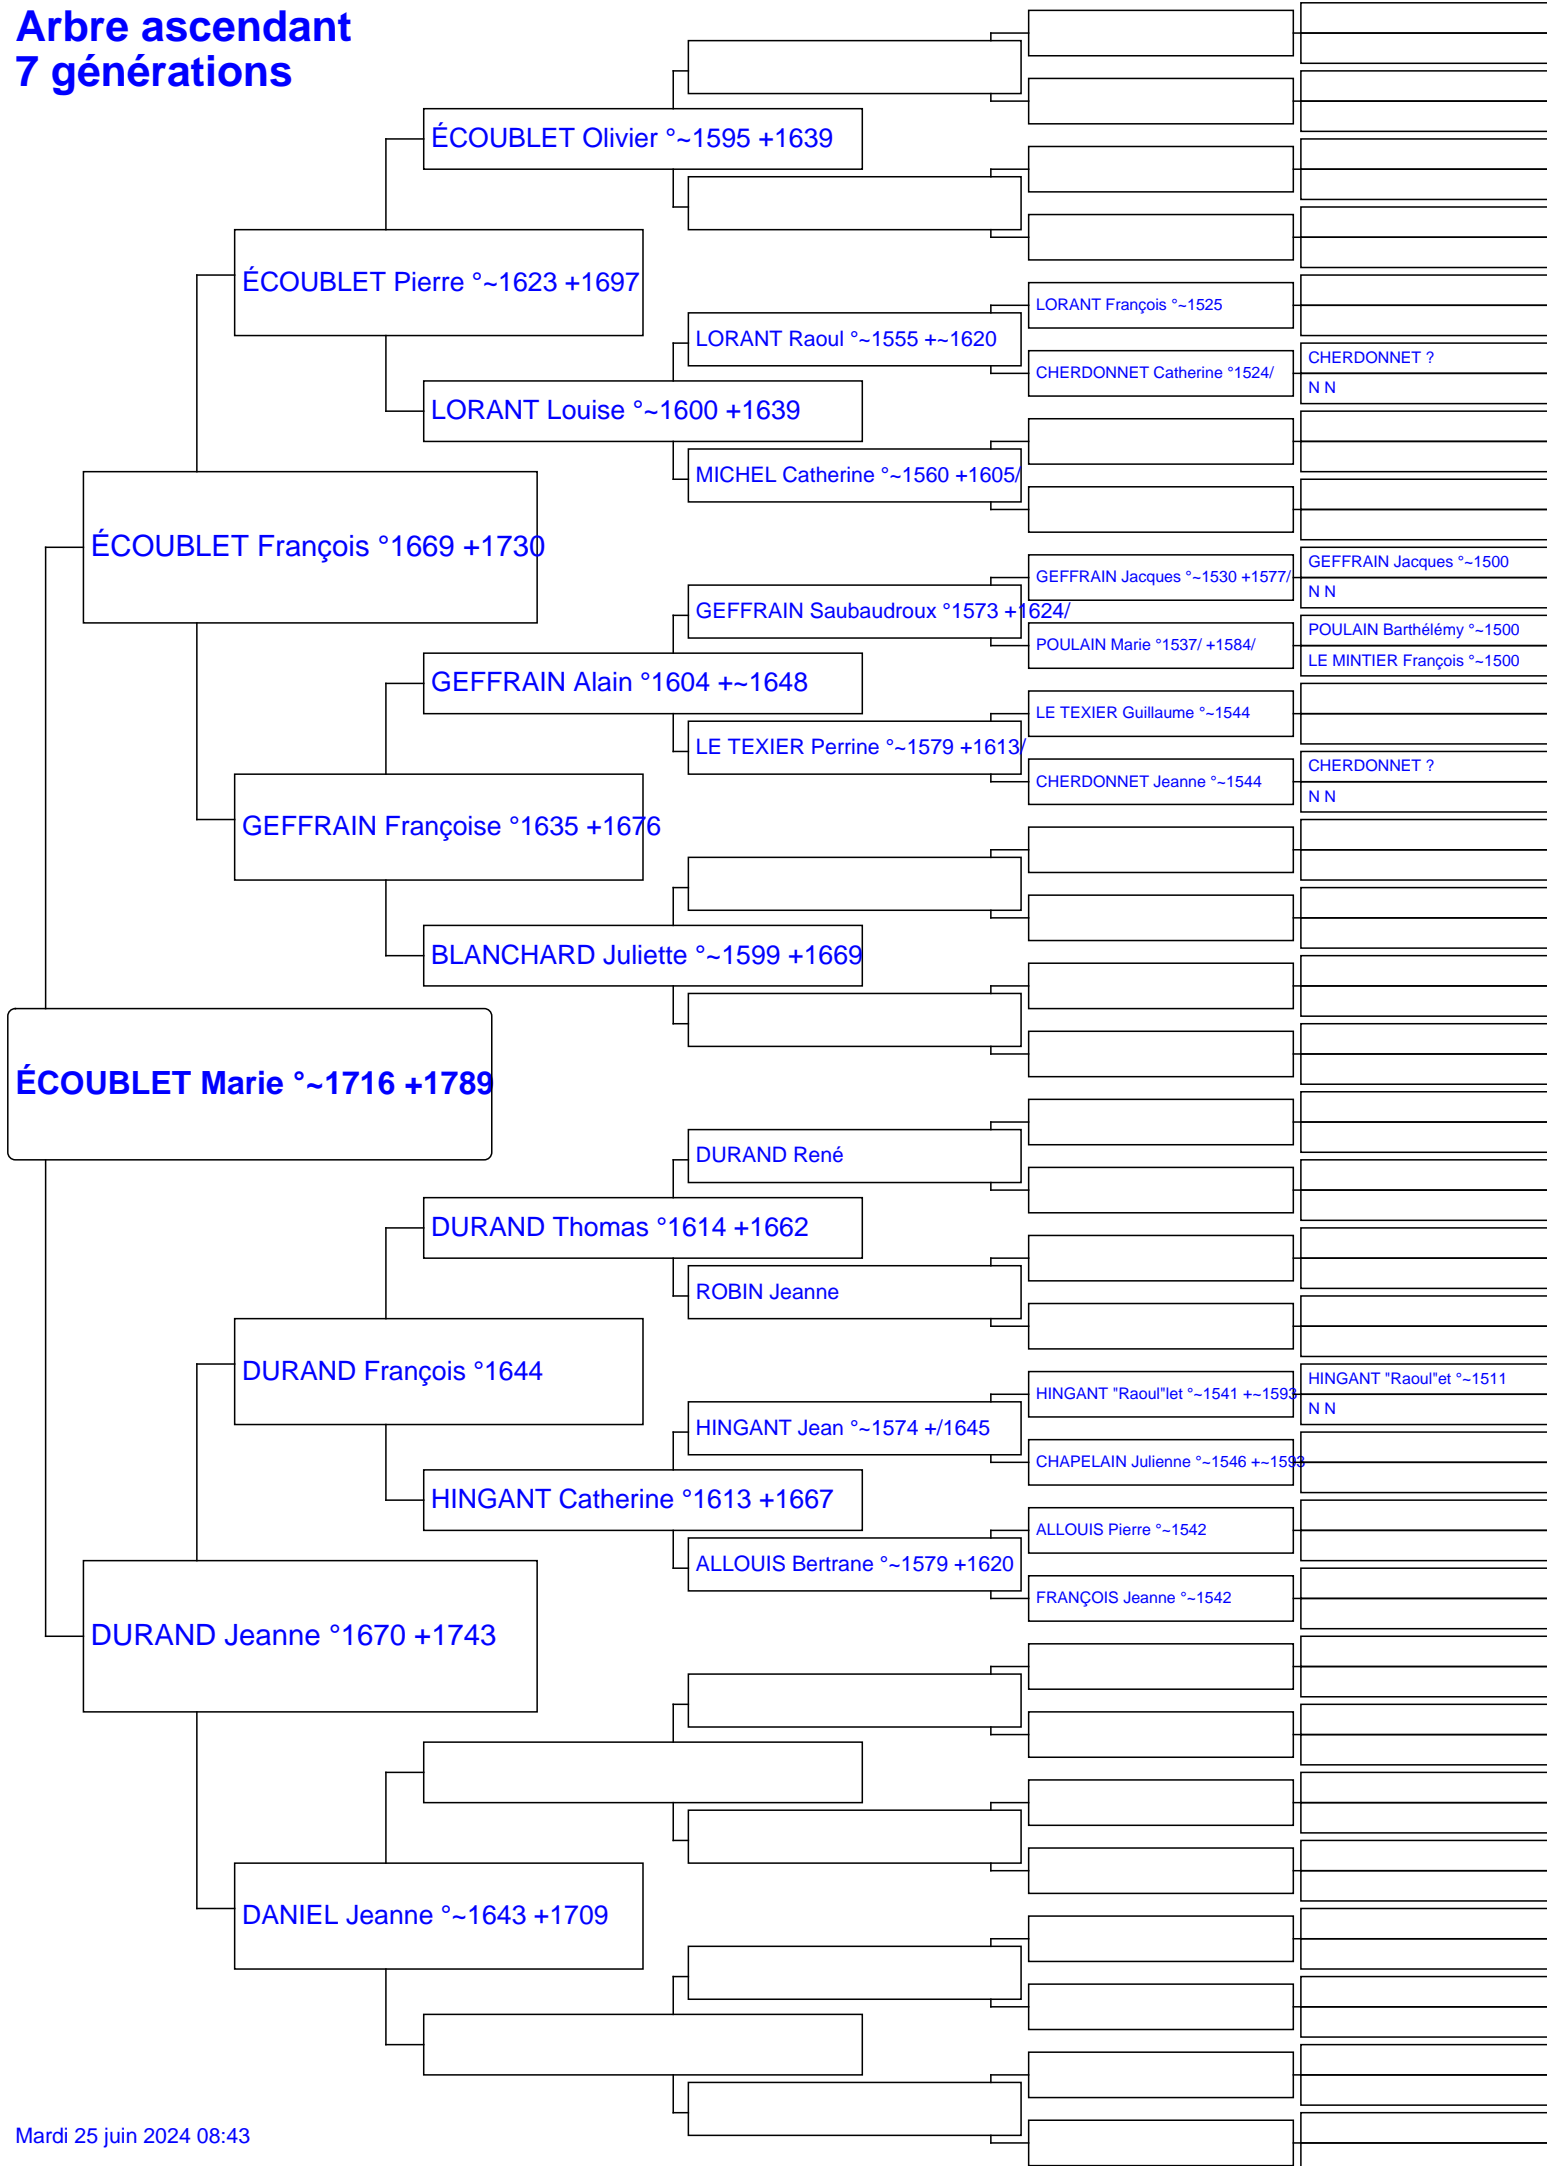 Arbre ascendant
7 générations
ÉCOUBLET Olivier °~1595 +1639
ÉCOUBLET Pierre °~1623 +1697
LORANT François °~1525
LORANT Raoul °~1555 +~1620
CHERDONNET ?
CHERDONNET Catherine °1524/
N N
LORANT Louise °~1600 +1639
MICHEL Catherine °~1560 +1605/
ÉCOUBLET François °1669 +1730
GEFFRAIN Jacques °~1500
GEFFRAIN Jacques °~1530 +1577/
N N
GEFFRAIN Saubaudroux °1573 +1624/
POULAIN Barthélémy °~1500
POULAIN Marie °1537/ +1584/
LE MINTIER François °~1500
GEFFRAIN Alain °1604 +~1648
LE TEXIER Guillaume °~1544
LE TEXIER Perrine °~1579 +1613/
CHERDONNET ?
CHERDONNET Jeanne °~1544
N N
GEFFRAIN Françoise °1635 +1676
BLANCHARD Juliette °~1599 +1669
ÉCOUBLET Marie °~1716 +1789
DURAND René
DURAND Thomas °1614 +1662
ROBIN Jeanne
DURAND François °1644
HINGANT "Raoul"et °~1511
HINGANT "Raoul"let °~1541 +~1593
N N
HINGANT Jean °~1574 +/1645
CHAPELAIN Julienne °~1546 +~1593
HINGANT Catherine °1613 +1667
ALLOUIS Pierre °~1542
ALLOUIS Bertrane °~1579 +1620
FRANÇOIS Jeanne °~1542
DURAND Jeanne °1670 +1743
DANIEL Jeanne °~1643 +1709
Mardi 25 juin 2024 08:43